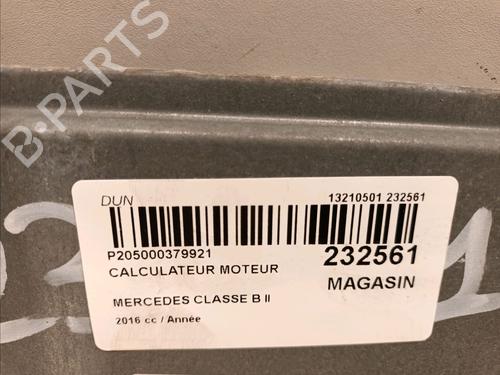 B-PARTS
DUN
13210501 232561
P205000379921
232561
CALCULATEUR MOTEUR
MAGASIN
MERCEDES CLASSE B II
2016 cc / Année